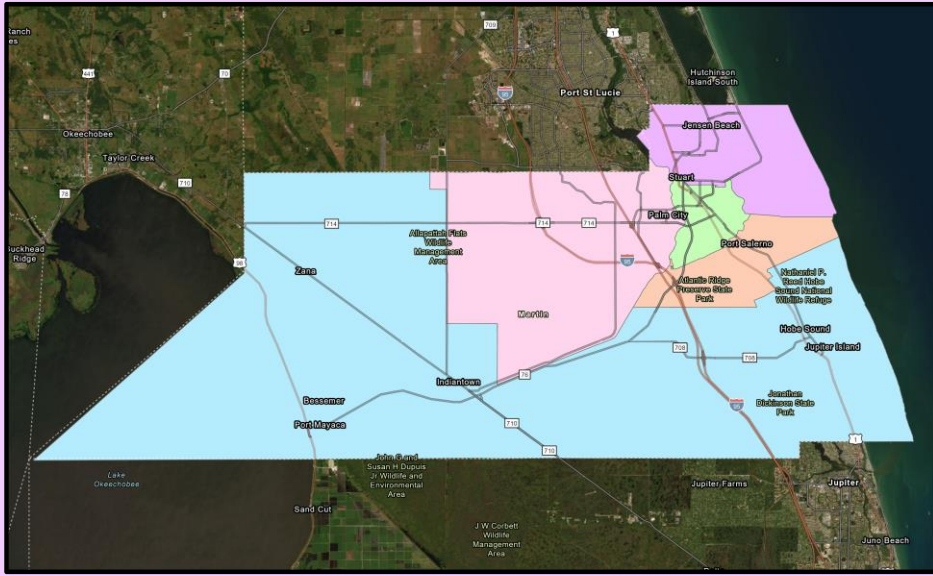 Ranch
es
441
70
709
1
Hutchinson
Island South
95
Port St Lucie
Okeechobee
Jensen Beach
Taylor Creek
710
78
Stuart
714
714
714
Palm City
Allapattah Flats
Wildlife
Management
Area
Buckhead
Ridge
98
Port Salerno
95
Zana
Atlantic Ridge
Preserve State
Park
Nathaniel P.
Reed Hobe
Sound National
Wildlife Refuge
Martin
Hobe Sound
Jupiter Island
708
708
76
Indiantown
Bessemer
95
Jonathan
Dickinson State
Park
Port Mayaca
710
1
710
John G and
Susan H Dupuis
Jr Wildlife and
Environmental
Area
Lake
Okeechobee
Jupiter Farms
Jupiter
Sand Cut
J W Corbett
Wildlife
Management
Area
Juno Beach